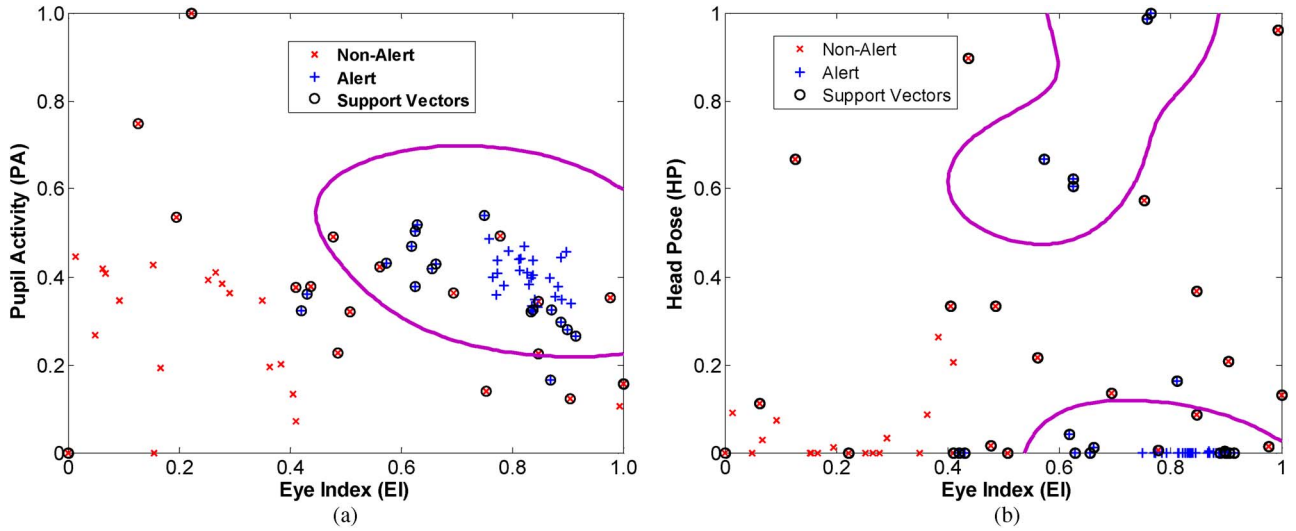 1.0
0.8
0.6
0.4
0.2
0
Pupil Activity (PA)
Non-Alert
Alert
Support Vectors
0 0.2 0.4 0.6 0.8 1.0
Eye Index (EI)
(a)
1
0.8
0.6
0.4
0.2
0
Head Pose (HP)
Non-Alert
Alert
Support Vectors
0 0.2 0.4 0.6 0.8 1
Eye Index (EI)
(b)